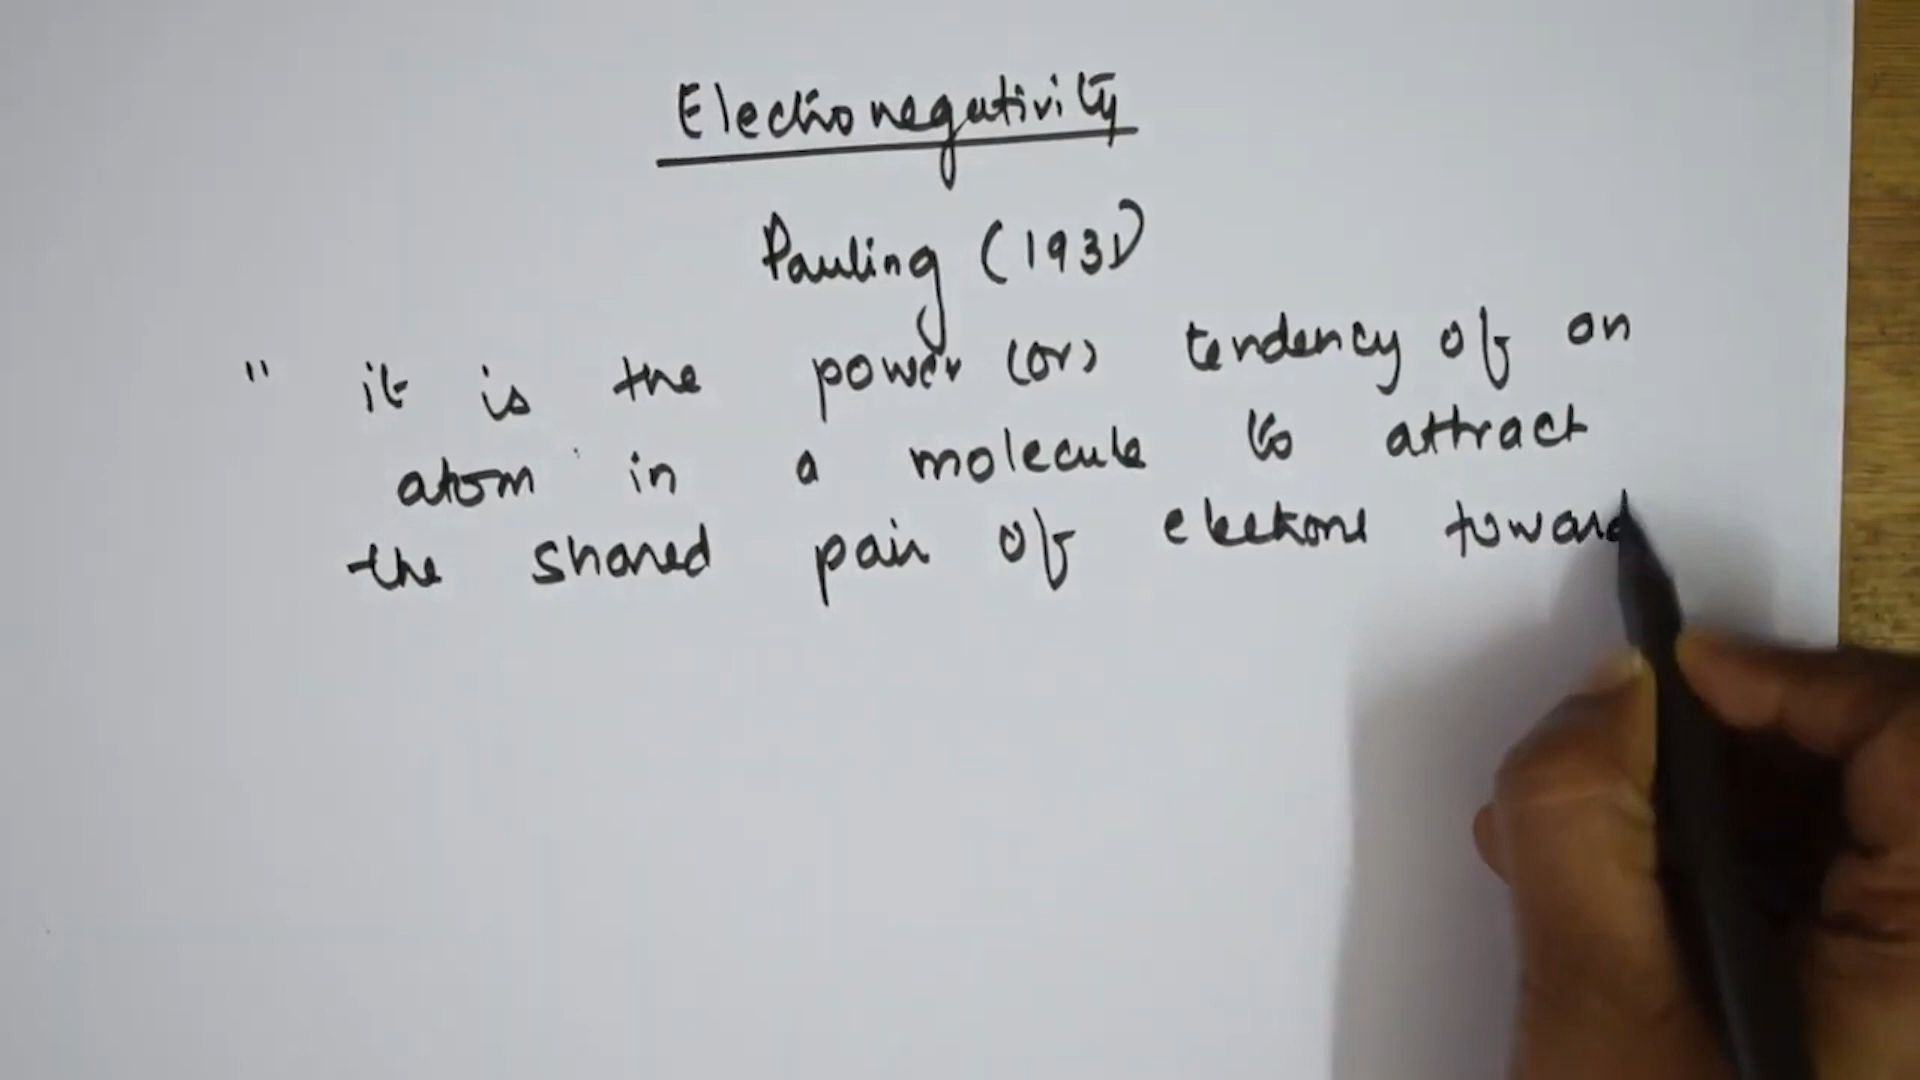 Electronegativity
Pauling (1931)
" it is the power (or) tendency of an
atom in a molecule to attract
the shared pair of electrons toward